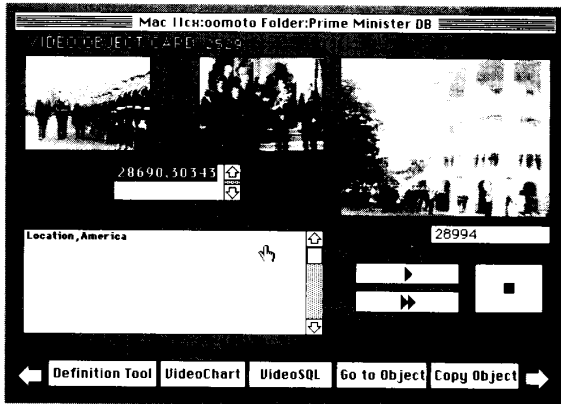 Mac IIcx:oomoto Folder:Prime Minister DB
VIDEO OBJECT CARD 2529
28690,30343
28994
Location,America
Definition Tool
VideoChart
VideoSQL
Go to Object
Copy Object